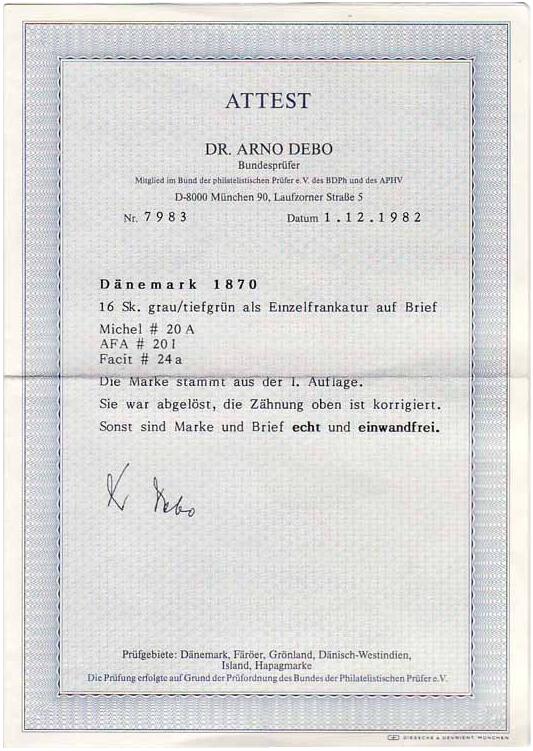 ATTEST
DR. ARNO DEBO
Bundesprüfer
Mitglied im Bund der philatelistischen Prüfer e.V. des BDPh und des APHV
D-8000 München 90, Laufzorner Straße 5
Nr. 7983 Datum 1.12.1982
Dänemark 1870
16 Sk. grau/tiefgrün als Einzelfrankatur auf Brief
Michel # 20 A
AFA # 20 I
Facit # 24 a
Die Marke stammt aus der 1. Auflage.
Sie war abgelöst, die Zähnung oben ist korrigiert.
Sonst sind Marke und Brief echt und einwandfrei.
Dr Debo
Prüfgebiete: Dänemark, Färöer, Grönland, Dänisch-Westindien,
Island, Hapagmarke
Die Prüfung erfolgte auf Grund der Prüfordnung des Bundes der Philatelistischen Prüfer e.V.
GIESECKE & DEVRIENT, MÜNCHEN